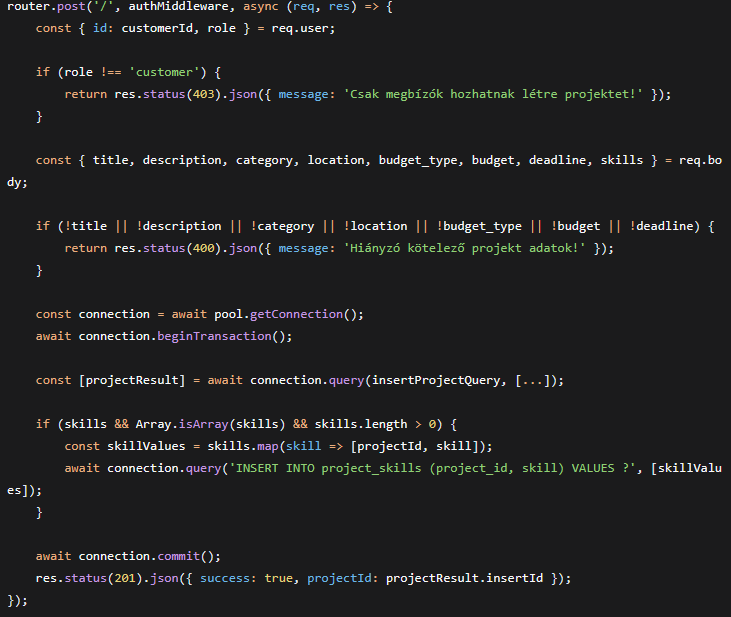 router.post('/', authMiddleware, async (req, res) => {
    const { id: customerId, role } = req.user;

    if (role !== 'customer') {
        return res.status(403).json({ message: 'Csak megbízók hozhatnak létre projektet!' });
    }

    const { title, description, category, location, budget_type, budget, deadline, skills } = req.bo
dy;

    if (!title || !description || !category || !location || !budget_type || !budget || !deadline) {
        return res.status(400).json({ message: 'Hiányzó kötelező projekt adatok!' });
    }

    const connection = await pool.getConnection();
    await connection.beginTransaction();

    const [projectResult] = await connection.query(insertProjectQuery, [...]);

    if (skills && Array.isArray(skills) && skills.length > 0) {
        const skillValues = skills.map(skill => [projectId, skill]);
        await connection.query('INSERT INTO project_skills (project_id, skill) VALUES ?', [skillValu
es]);
    }

    await connection.commit();
    res.status(201).json({ success: true, projectId: projectResult.insertId });
});